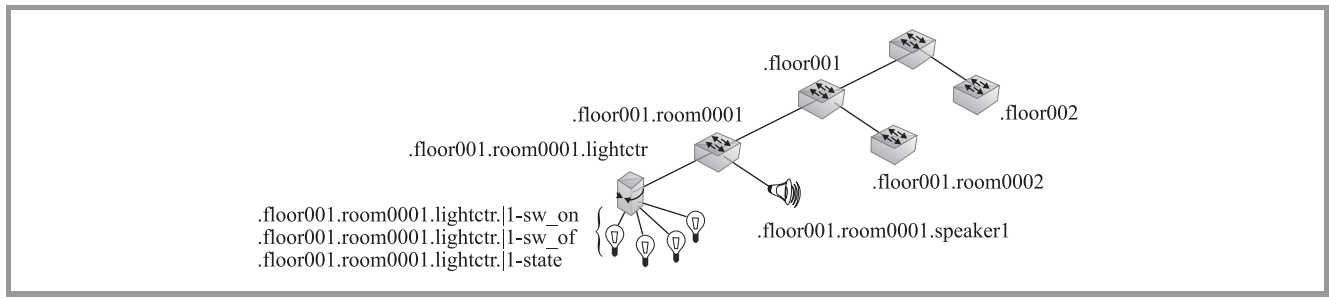 .floor001
.floor002
.floor001.room0001
.floor001.room0002
.floor001.room0001.lightctr
.floor001.room0001.speaker1
.floor001.room0001.lightctr.|1-sw_on
.floor001.room0001.lightctr.|1-sw_of
.floor001.room0001.lightctr.|1-state